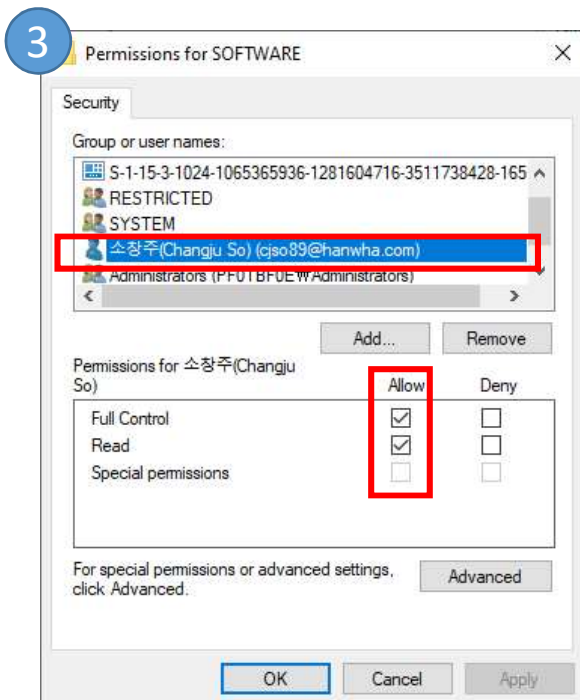 3
Permissions for SOFTWARE
Security
Group or user names:
S-1-15-3-1024-1065365936-1281604716-3511738428-165
RESTRICTED
SYSTEM
소창주(Changju So) (cjso89@hanwha.com)
Administrators (PF01BF0E₩Administrators)
Add... Remove
Permissions for 소창주(Changju
So) Allow Deny
Full Control
Read
Special permissions
For special permissions or advanced settings,
click Advanced. Advanced
OK Cancel Apply